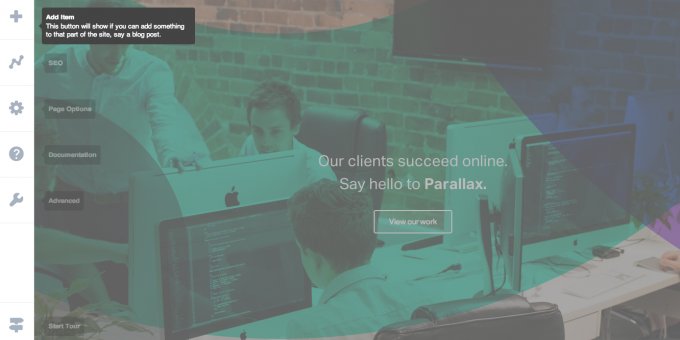 Add Item
This button will show if you can add something
to that part of the site, say a blog post.
SEO
Page Options
Documentation
Advanced
Start Tour
Our clients succeed online.
Say hello to Parallax.
View our work